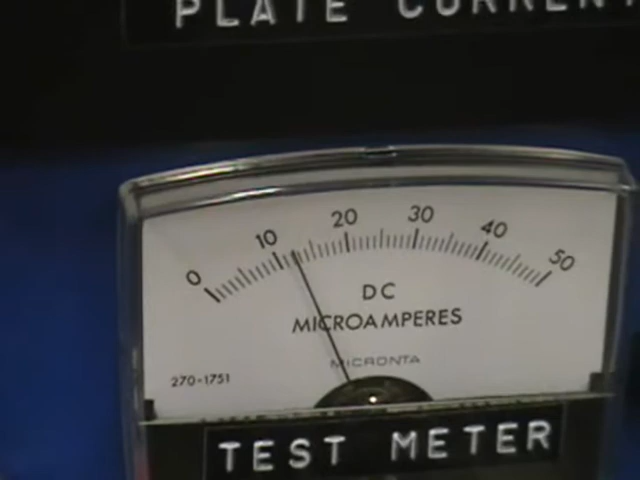 PLATE CURRENT
0 10 20 30 40 50
DC
MICROAMPERES
MICRONTA
270-1751
TEST METER